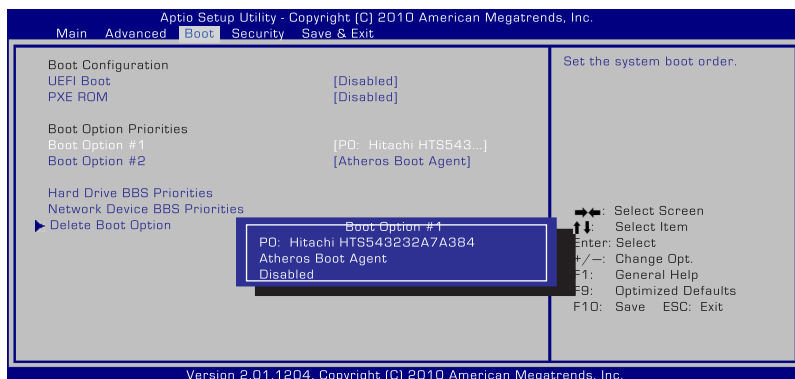 Aptio Setup Utility - Copyright (C) 2010 American Megatrends, Inc.
Main Advanced Boot Security Save & Exit
Boot Configuration
UEFI Boot [Disabled]
PXE ROM [Disabled]
Boot Option Priorities
Boot Option #1 [P0: Hitachi HTS543...]
Boot Option #2 [Atheros Boot Agent]
Hard Drive BBS Priorities
Network Device BBS Priorities
Delete Boot Option
Boot Option #1
P0: Hitachi HTS543232A7A384
Atheros Boot Agent
Disabled
Set the system boot order.
→←: Select Screen
↑↓: Select Item
Enter: Select
+/—: Change Opt.
F1: General Help
F9: Optimized Defaults
F10: Save ESC: Exit
Version 2.01.1204. Copyright (C) 2010 American Megatrends, Inc.